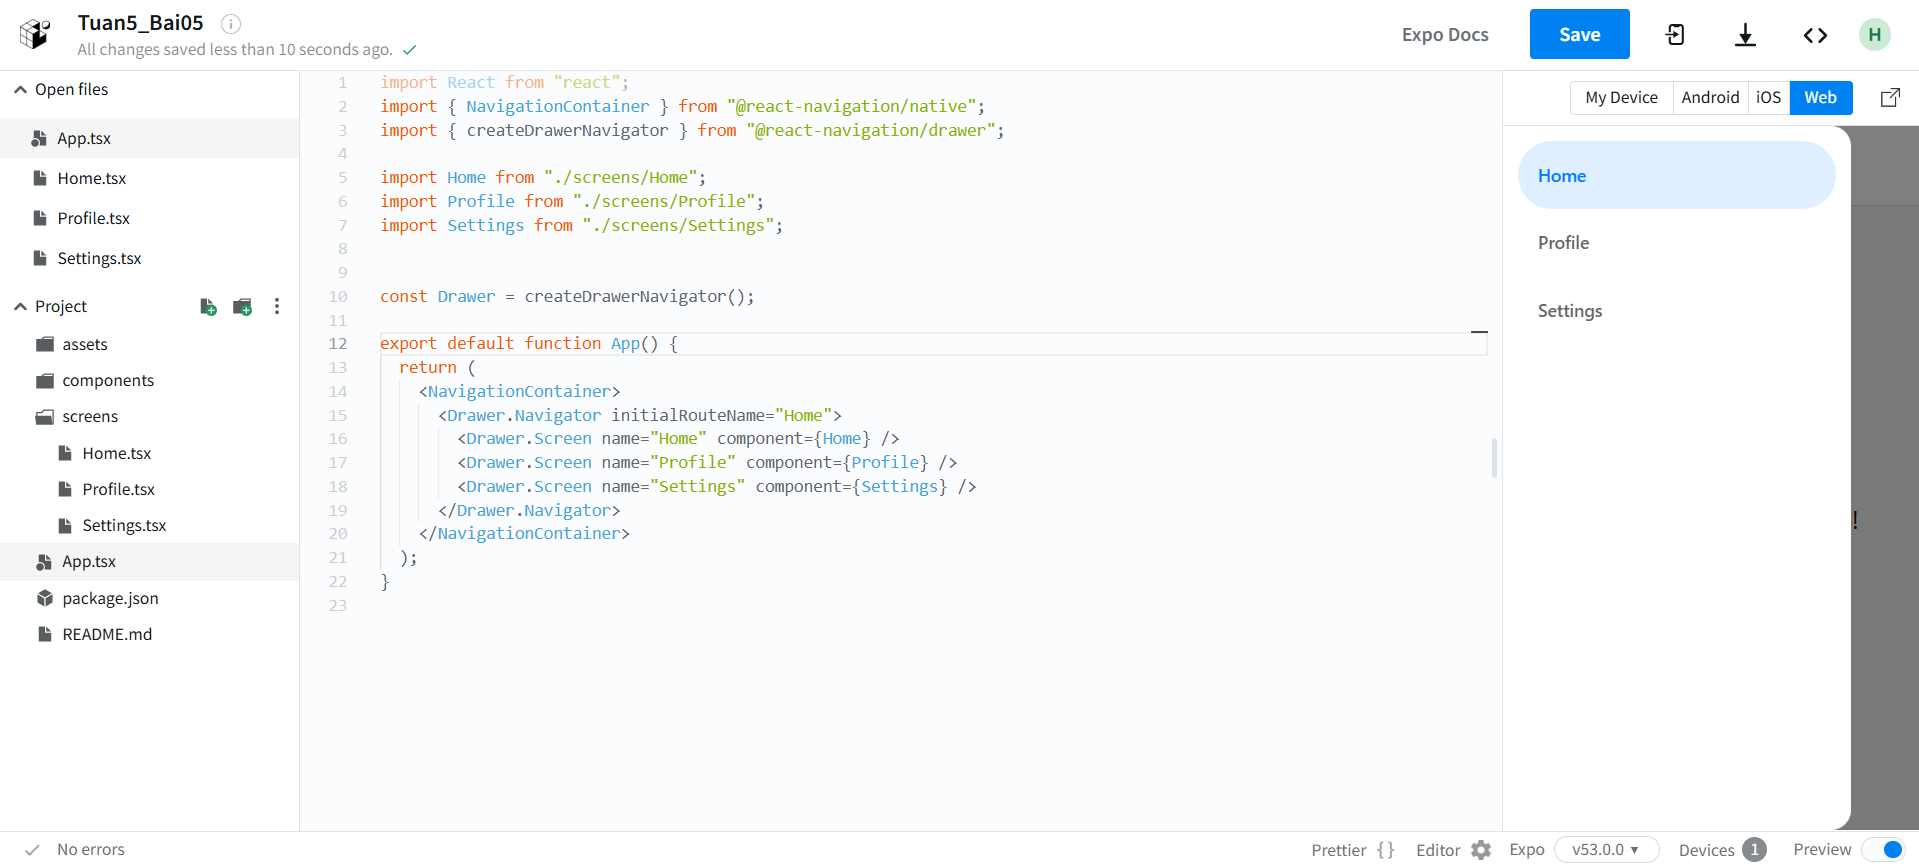 Tuan5_Bai05
All changes saved less than 10 seconds ago.
Expo Docs
Save
H
Open files
App.tsx
Home.tsx
Profile.tsx
Settings.tsx
Project
assets
components
screens
Home.tsx
Profile.tsx
Settings.tsx
App.tsx
package.json
README.md
1 import React from "react";
2 import { NavigationContainer } from "@react-navigation/native";
3 import { createDrawerNavigator } from "@react-navigation/drawer";
4
5 import Home from "./screens/Home";
6 import Profile from "./screens/Profile";
7 import Settings from "./screens/Settings";
8
9
10 const Drawer = createDrawerNavigator();
11
12 export default function App() {
13   return (
14     <NavigationContainer>
15       <Drawer.Navigator initialRouteName="Home">
16         <Drawer.Screen name="Home" component={Home} />
17         <Drawer.Screen name="Profile" component={Profile} />
18         <Drawer.Screen name="Settings" component={Settings} />
19       </Drawer.Navigator>
20     </NavigationContainer>
21   );
22 }
23
My Device Android iOS Web
Home
Profile
Settings
!
No errors
Prettier {} Editor Expo v53.0.0 Devices 1 Preview